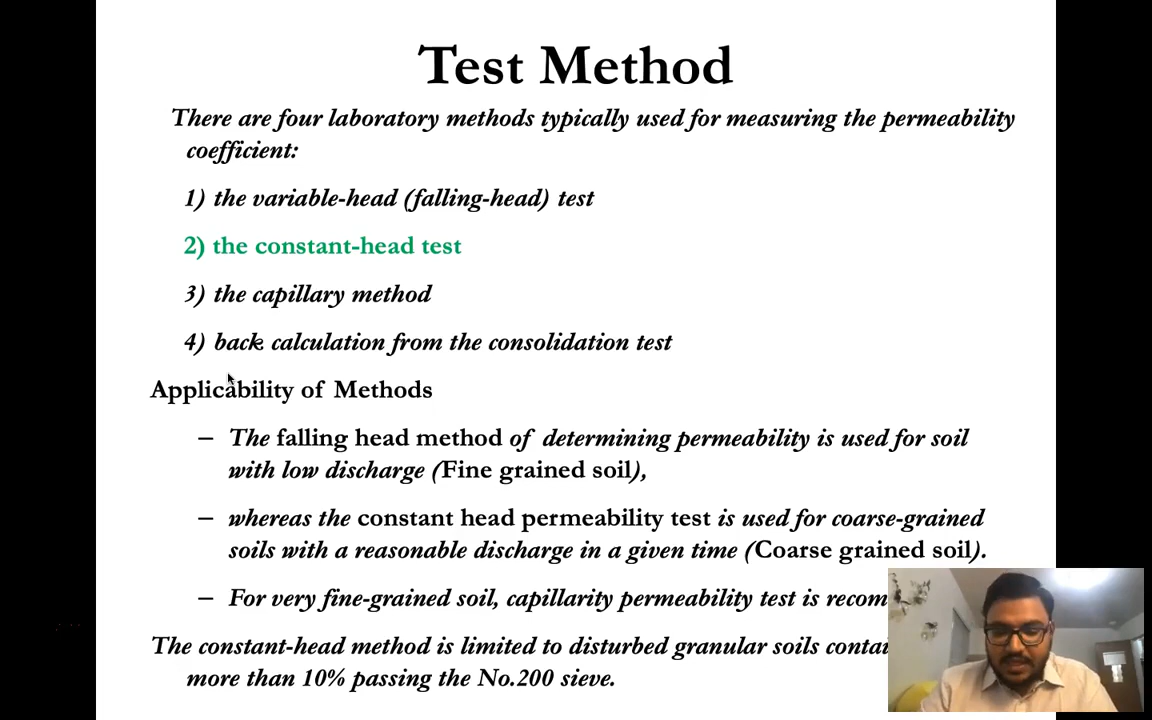 Test Method
There are four laboratory methods typically used for measuring the permeability
coefficient:
1) the variable-head (falling-head) test
2) the constant-head test
3) the capillary method
4) back calculation from the consolidation test
Applicability of Methods
– The falling head method of determining permeability is used for soil
with low discharge (Fine grained soil),
– whereas the constant head permeability test is used for coarse-grained
soils with a reasonable discharge in a given time (Coarse grained soil).
– For very fine-grained soil, capillarity permeability test is
The constant-head method is limited to disturbed granular soils
more than 10% passing the No.200 sieve.